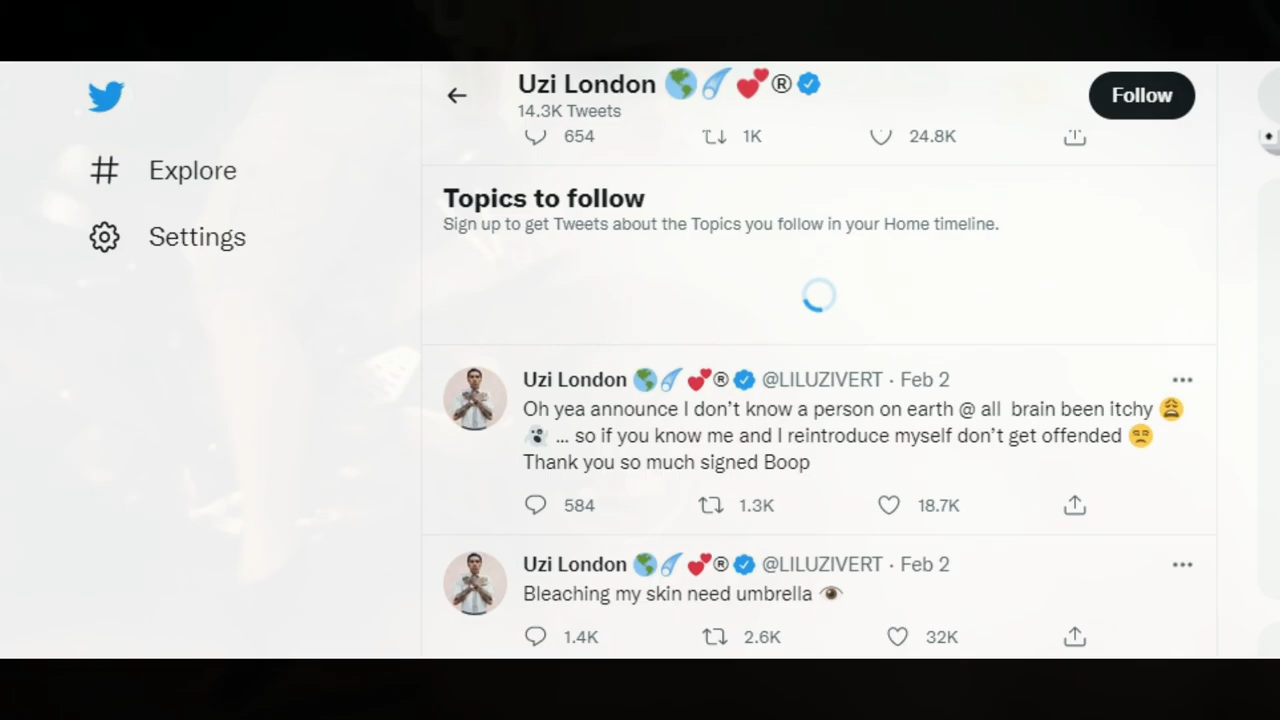 Uzi London 🌎☄️💕®
14.3K Tweets
Follow
654 1K 24.8K
Explore
Settings
Topics to follow
Sign up to get Tweets about the Topics you follow in your Home timeline.
Uzi London 🌎☄️💕® @LILUZIVERT · Feb 2
Oh yea announce I don’t know a person on earth @ all brain been itchy 😩
👻 ... so if you know me and I reintroduce myself don’t get offended 😒
Thank you so much signed Boop
584 1.3K 18.7K
Uzi London 🌎☄️💕® @LILUZIVERT · Feb 2
Bleaching my skin need umbrella 👁️
1.4K 2.6K 32K